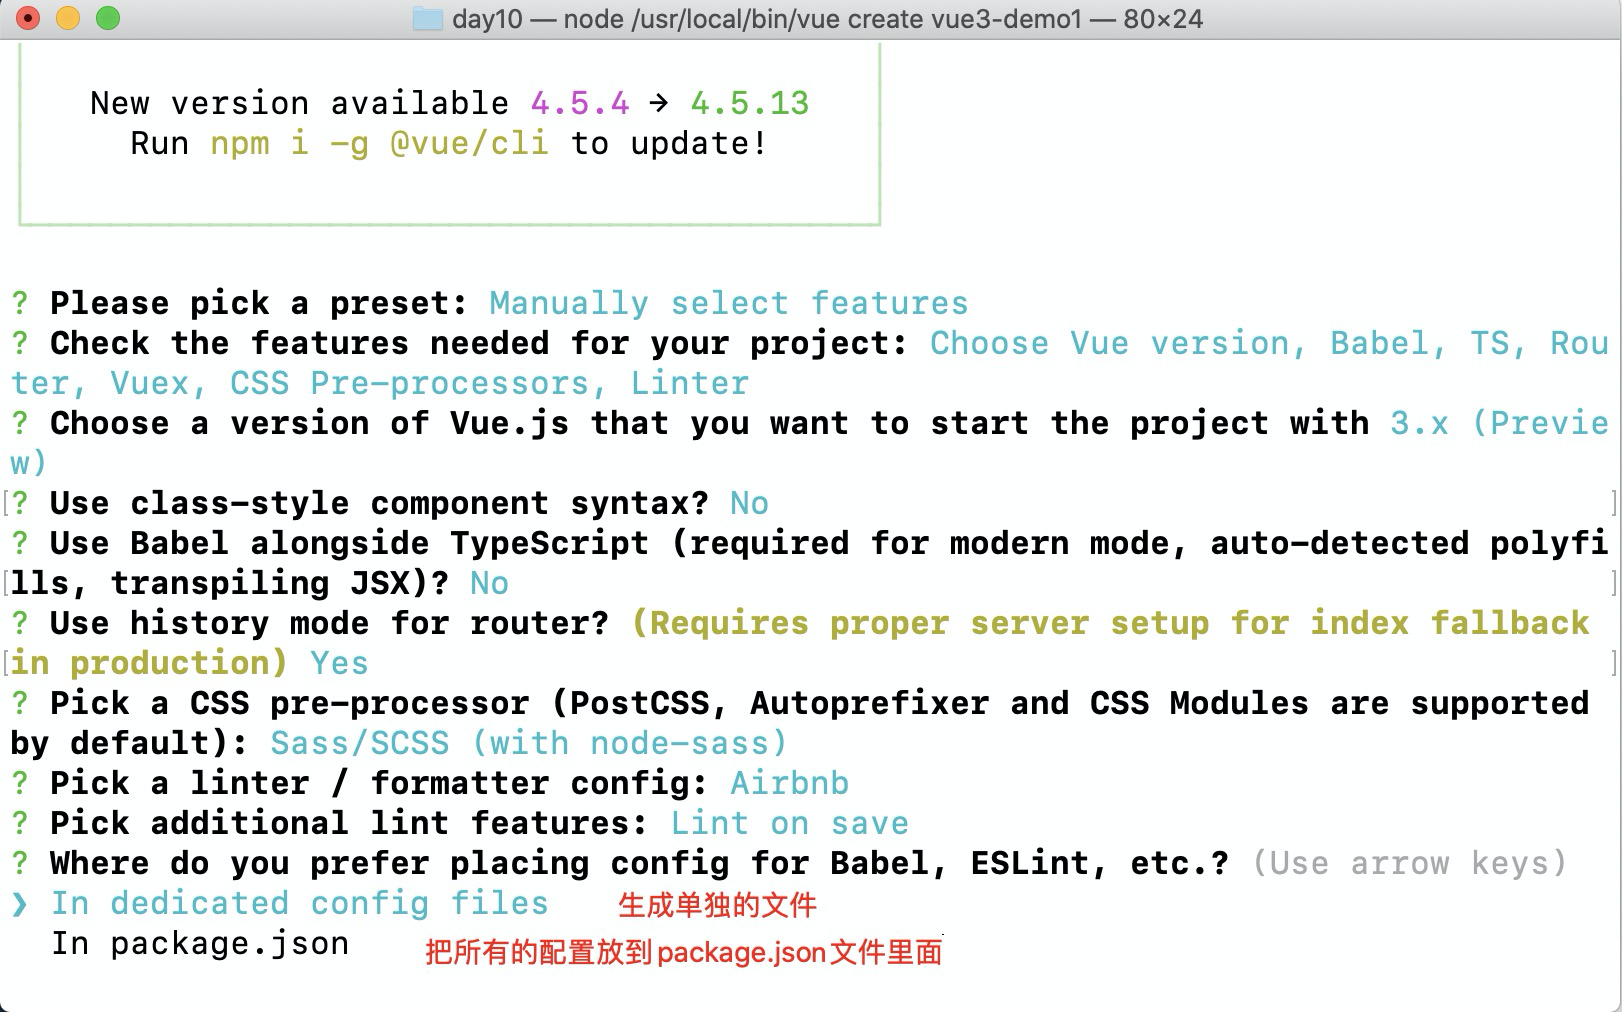 day10 — node /usr/local/bin/vue create vue3-demo1 — 80×24
New version available 4.5.4 → 4.5.13
Run npm i -g @vue/cli to update!
? Please pick a preset: Manually select features
? Check the features needed for your project: Choose Vue version, Babel, TS, Rou
ter, Vuex, CSS Pre-processors, Linter
? Choose a version of Vue.js that you want to start the project with 3.x (Previe
w)
[? Use class-style component syntax? No ]
? Use Babel alongside TypeScript (required for modern mode, auto-detected polyfi
[lls, transpiling JSX)? No ]
? Use history mode for router? (Requires proper server setup for index fallback
[in production) Yes ]
? Pick a CSS pre-processor (PostCSS, Autoprefixer and CSS Modules are supported
by default): Sass/SCSS (with node-sass)
? Pick a linter / formatter config: Airbnb
? Pick additional lint features: Lint on save
? Where do you prefer placing config for Babel, ESLint, etc.? (Use arrow keys)
❯ In dedicated config files 生成单独的文件
In package.json 把所有的配置放到package.json文件里面